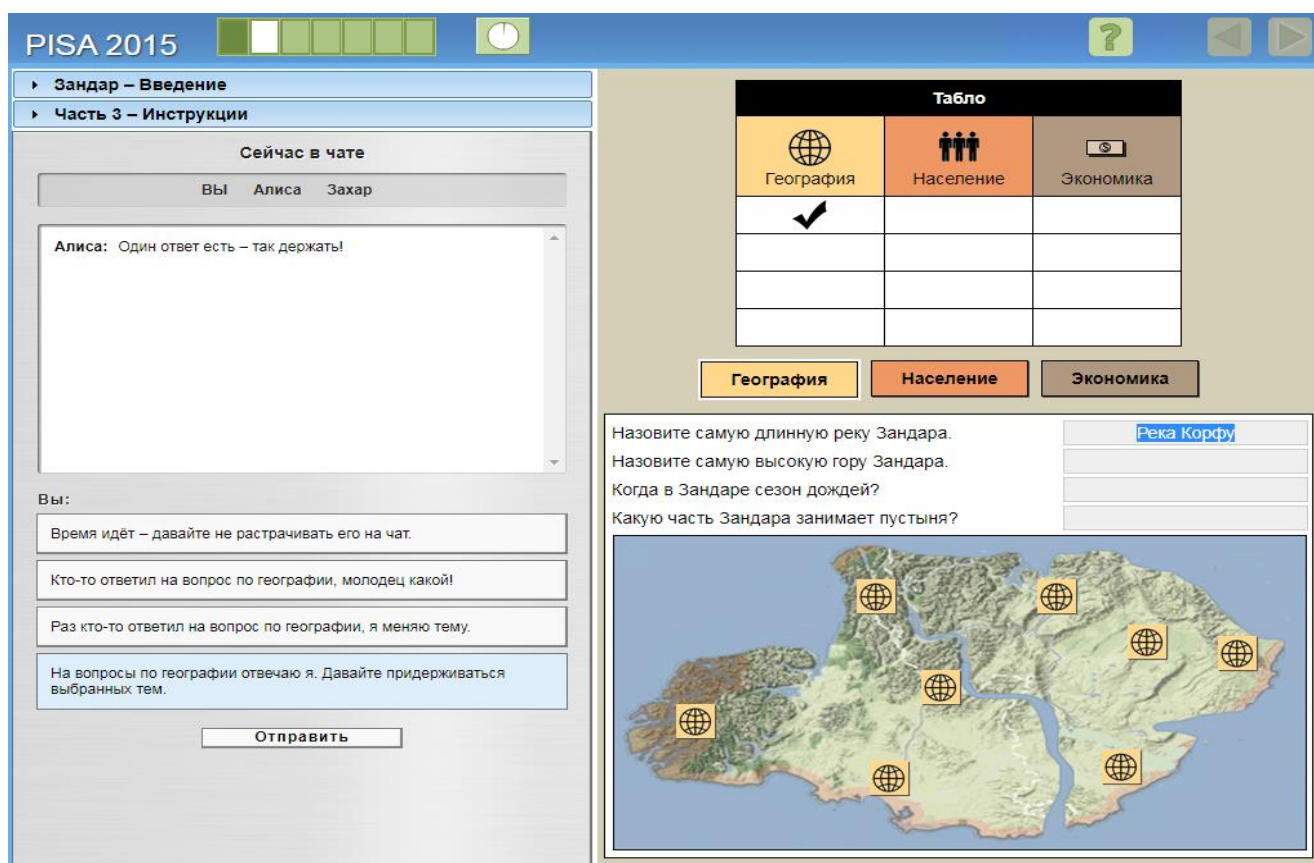 PISA 2015
?
Зандар – Введение
Часть 3 – Инструкции
Сейчас в чате
ВЫ Алиса Захар
Алиса: Один ответ есть – так держать!
Вы:
Время идёт – давайте не растрачивать его на чат.
Кто-то ответил на вопрос по географии, молодец какой!
Раз кто-то ответил на вопрос по географии, я меняю тему.
На вопросы по географии отвечаю я. Давайте придерживаться
выбранных тем.
Отправить
Табло
География Население Экономика
География Население Экономика
Назовите самую длинную реку Зандара. Река Корфу
Назовите самую высокую гору Зандара.
Когда в Зандаре сезон дождей?
Какую часть Зандара занимает пустыня?